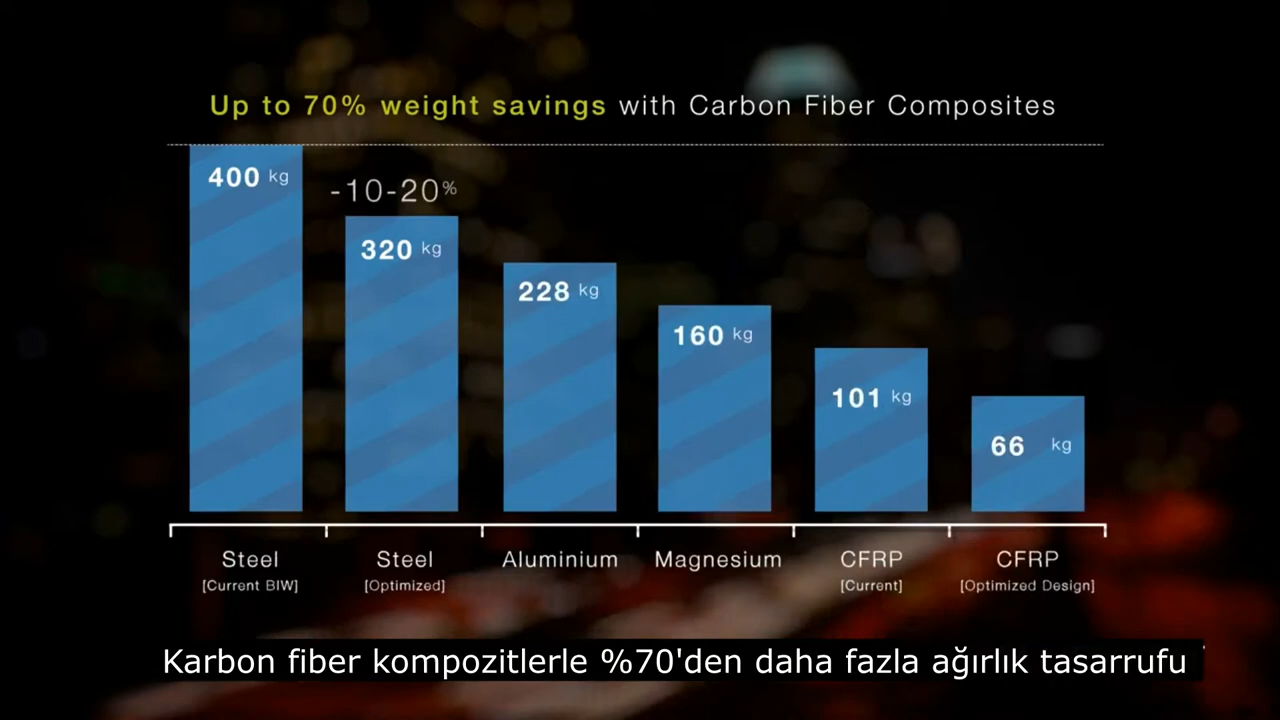 Up to 70% weight savings with Carbon Fiber Composites
400 kg
-10-20%
320 kg
228 kg
160 kg
101 kg
66 kg
Steel
[Current BIW]
Steel
[Optimized]
Aluminium
Magnesium
CFRP
[Current]
CFRP
[Optimized Design]
Karbon fiber kompozitlerle %70'den daha fazla ağırlık tasarrufu